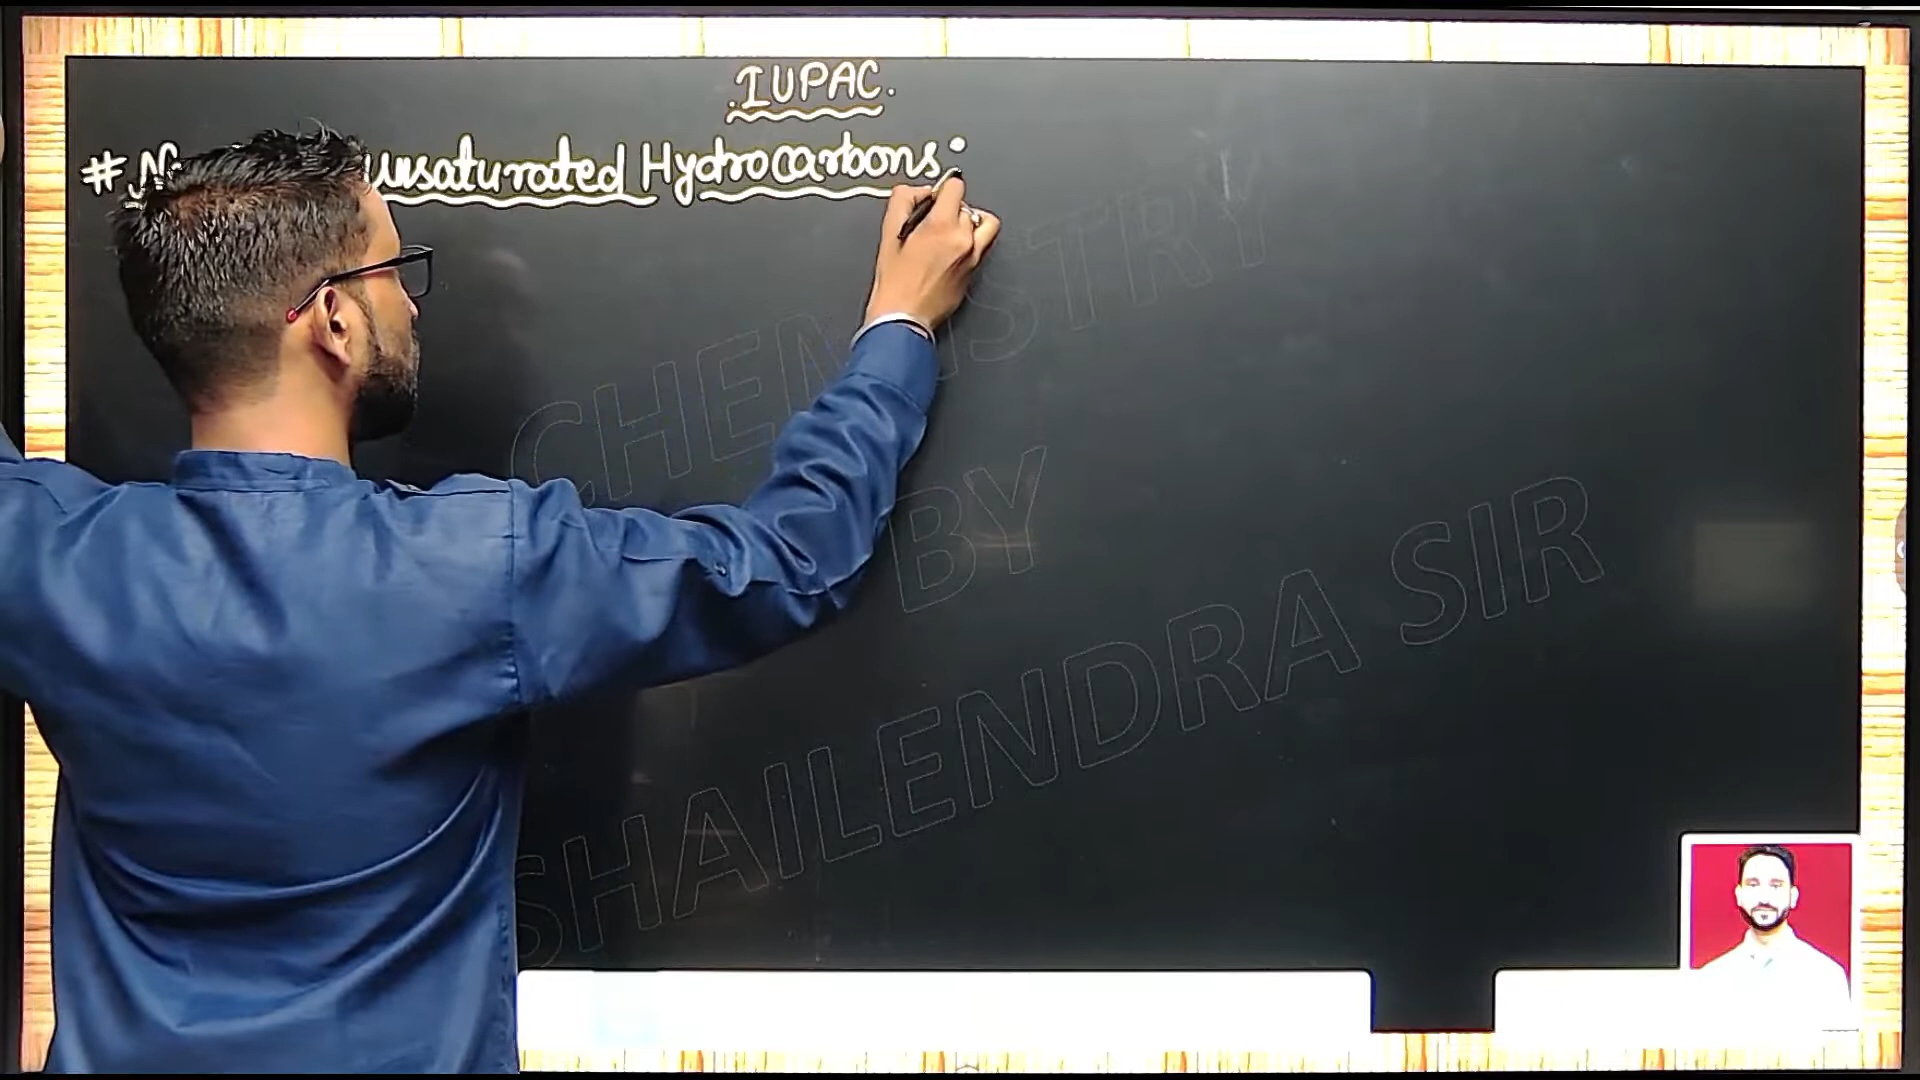 .IUPAC.
# unsaturated Hydrocarbons:
CHEMISTRY
BY
SHAILENDRA SIR